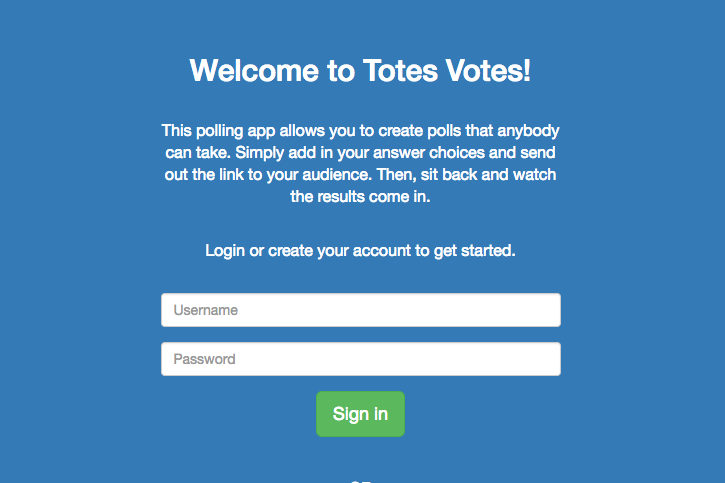 Welcome to Totes Votes!
This polling app allows you to create polls that anybody
can take. Simply add in your answer choices and send
out the link to your audience. Then, sit back and watch
the results come in.
Login or create your account to get started.
Username
Password
Sign in